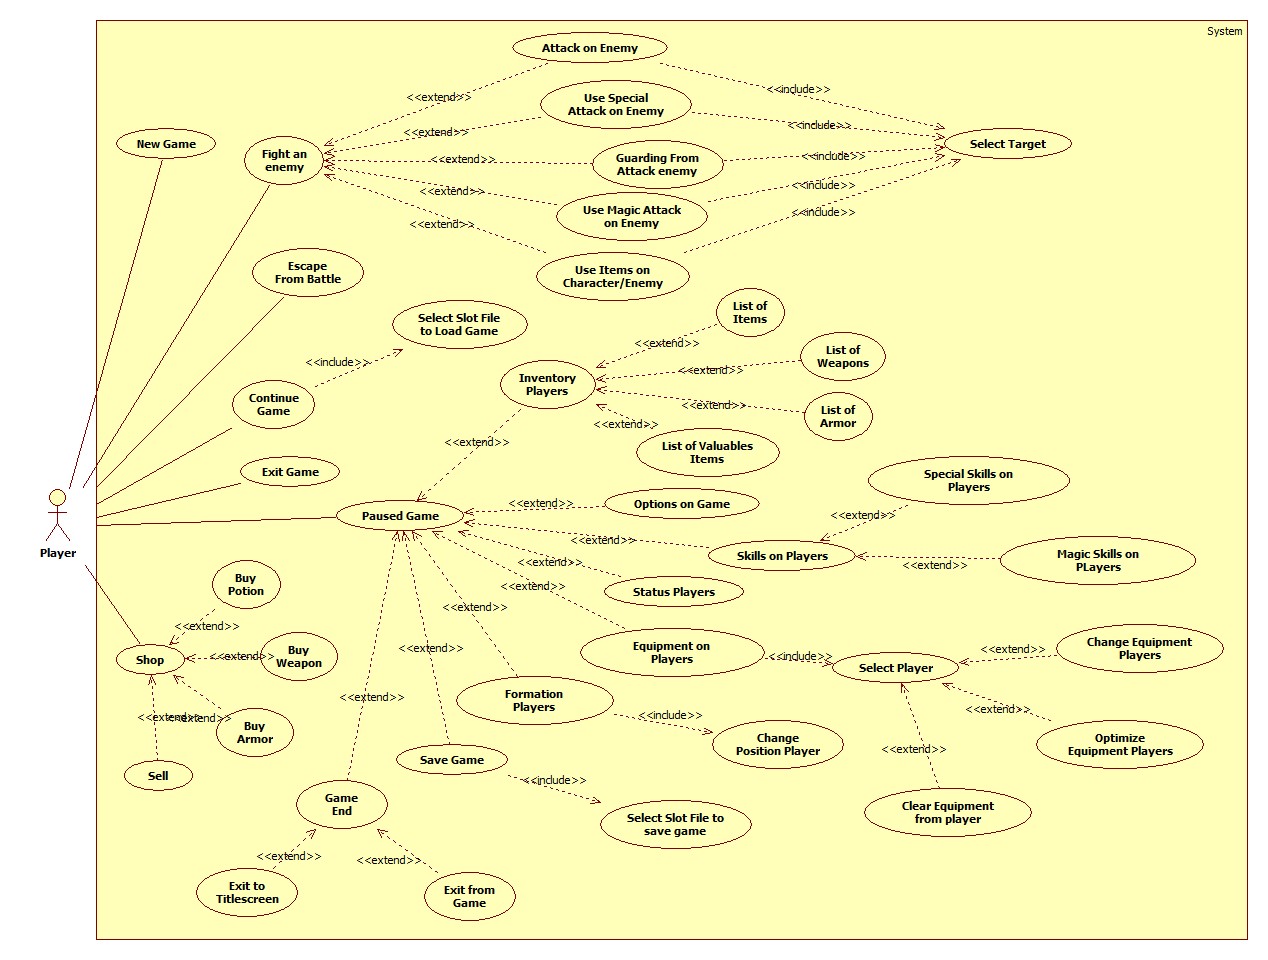 System
Attack on Enemy
<<extend>>
<<include>>
Use Special
Attack on Enemy
<<extend>>
<<include>>
New Game
Fight an
enemy
Select Target
Guarding From
Attack enemy
<<extend>>
<<include>>
Use Magic Attack
on Enemy
<<extend>>
<<include>>
<<extend>>
<<include>>
Use Items on
Character/Enemy
Escape
From Battle
Select Slot File
to Load Game
<<include>>
Continue
Game
List of
Items
<<extend>>
List of
Weapons
<<extend>>
Inventory
Players
<<extend>>
List of
Armor
<<extend>>
List of Valuables
Items
<<extend>>
Exit Game
Special Skills on
Players
<<extend>>
Paused Game
<<extend>>
Options on Game
<<extend>>
Skills on Players
<<extend>>
Magic Skills on
PLayers
Player
<<extend>>
Status Players
<<extend>>
Buy
Potion
<<extend>>
<<extend>>
Shop
<<extend>>
Buy
Weapon
<<extend>>
Equipment on
Players
<<include>>
Select Player
<<extend>>
Change Equipment
Players
<<extend>>
Formation
Players
<<include>>
Change
Position Player
<<extend>>
Optimize
Equipment Players
<<extend>>
<<extend>>
Buy
Armor
Sell
Save Game
<<include>>
Select Slot File to
save game
<<extend>>
Clear Equipment
from player
Game
End
<<extend>>
<<extend>>
Exit to
Titlescreen
Exit from
Game